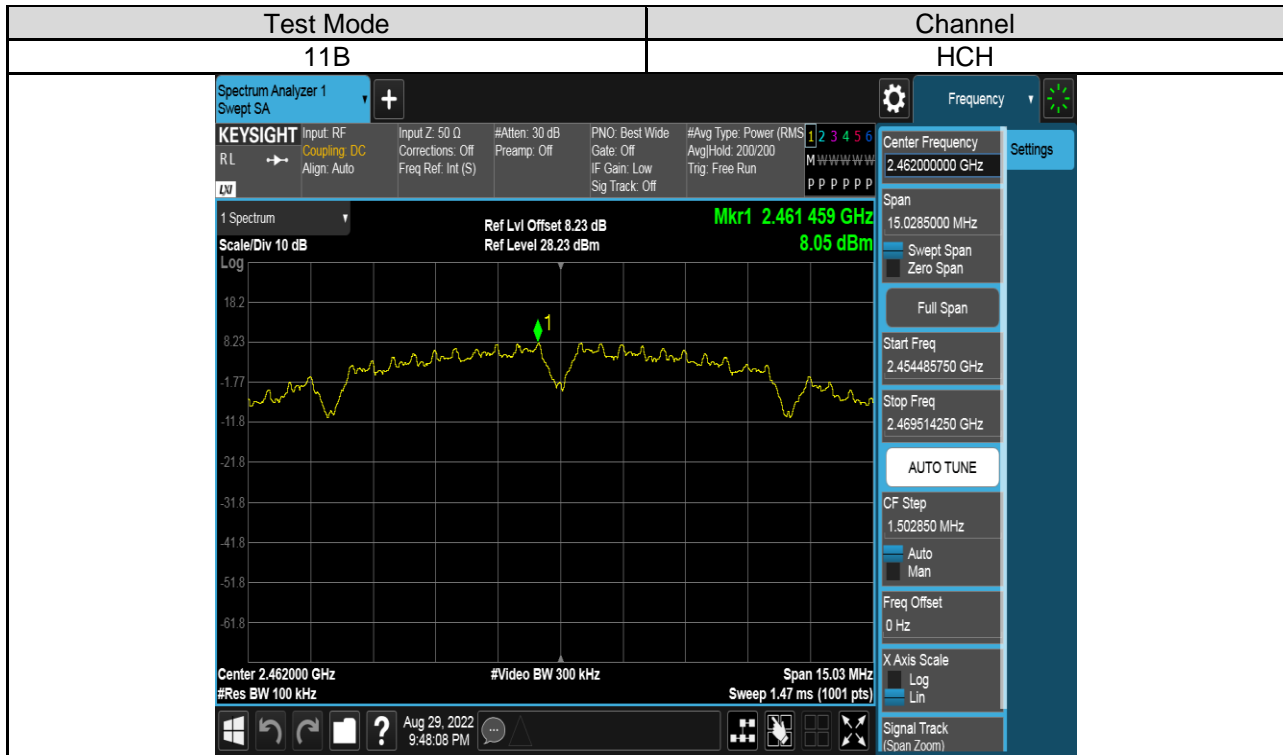 Test Mode Channel
11B HCH
Spectrum Analyzer 1
Swept SA
+
Frequency
KEYSIGHT Input: RF Input Z: 50 Ω #Atten: 30 dB PNO: Best Wide #Avg Type: Power (RMS 1 2 3 4 5 6
RL Coupling: DC Corrections: Off Preamp: Off Gate: Off Avg|Hold: 200/200 M W W W W W
Align: Auto Freq Ref: Int (S) IF Gain: Low Trig: Free Run
LXI Sig Track: Off P P P P P P
1 Spectrum
Ref Lvl Offset 8.23 dB
Mkr1 2.461 459 GHz
Scale/Div 10 dB Ref Level 28.23 dBm 8.05 dBm
Log
18.2
1
8.23
-1.77
-11.8
-21.8
-31.8
-41.8
-51.8
-61.8
Center 2.462000 GHz #Video BW 300 kHz Span 15.03 MHz
#Res BW 100 kHz Sweep 1.47 ms (1001 pts)
Center Frequency
2.462000000 GHz
Settings
Span
15.0285000 MHz
Swept Span
Zero Span
Full Span
Start Freq
2.454485750 GHz
Stop Freq
2.469514250 GHz
AUTO TUNE
CF Step
1.502850 MHz
Auto
Man
Freq Offset
0 Hz
X Axis Scale
Log
Lin
Signal Track
(Span Zoom)
? Aug 29, 2022
9:48:08 PM